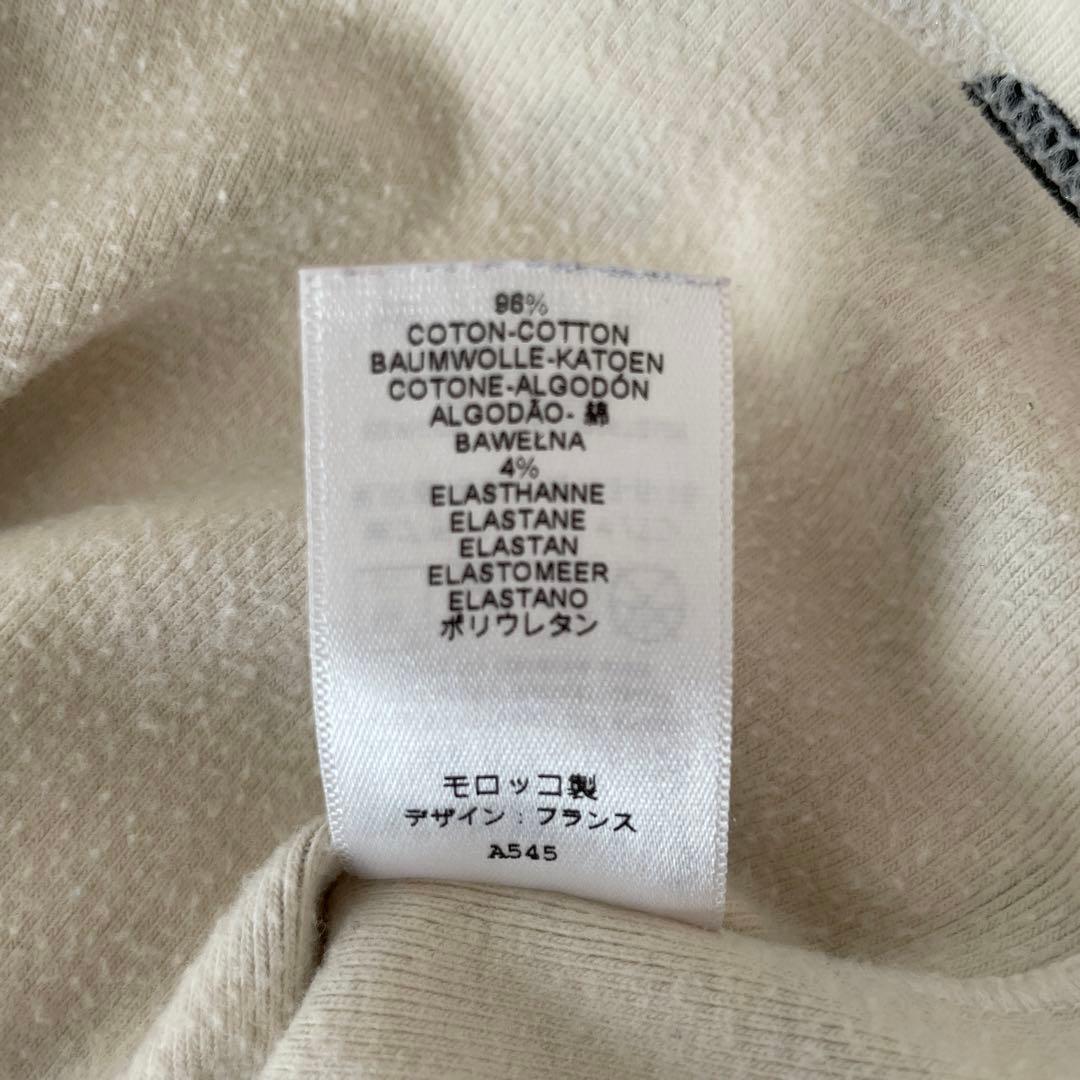 96%
COTON-COTTON
BAUMWOLLE-KATOEN
COTONE-ALGODÓN
ALGODÃO- 綿
BAWEŁNA
4%
ELASTHANNE
ELASTANE
ELASTAN
ELASTOMEER
ELASTANO
ポリウレタン
モロッコ製
デザイン：フランス
A545